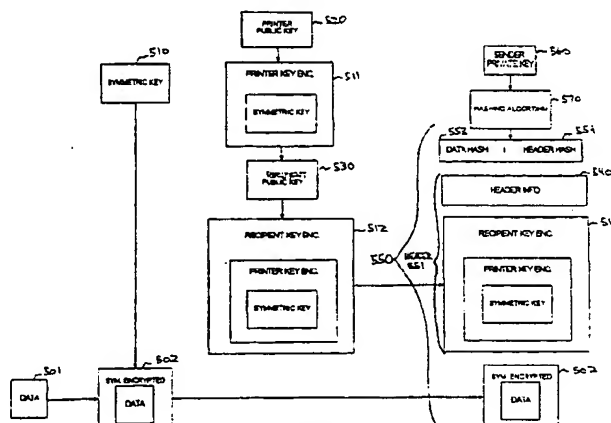 PRINTER
PUBLIC KEY
520
510
SYMMETRIC KEY
PRINTER KEY ENC.
511
SYMMETRIC KEY
530
PUBLIC KEY
RECIPIENT KEY ENC.
512
PRINTER KEY ENC.
SYMMETRIC KEY
SENDER
PRIVATE KEY
560
HASHING ALGORITHM
570
552
554
DATA HASH
HEADER HASH
540
HEADER INFO
RECIPIENT KEY ENC.
PRINTER KEY ENC.
SYMMETRIC KEY
550
551
501
DATA
502
SYM. ENCRYPTED
DATA
502
SYM. ENCRYPTED
DATA